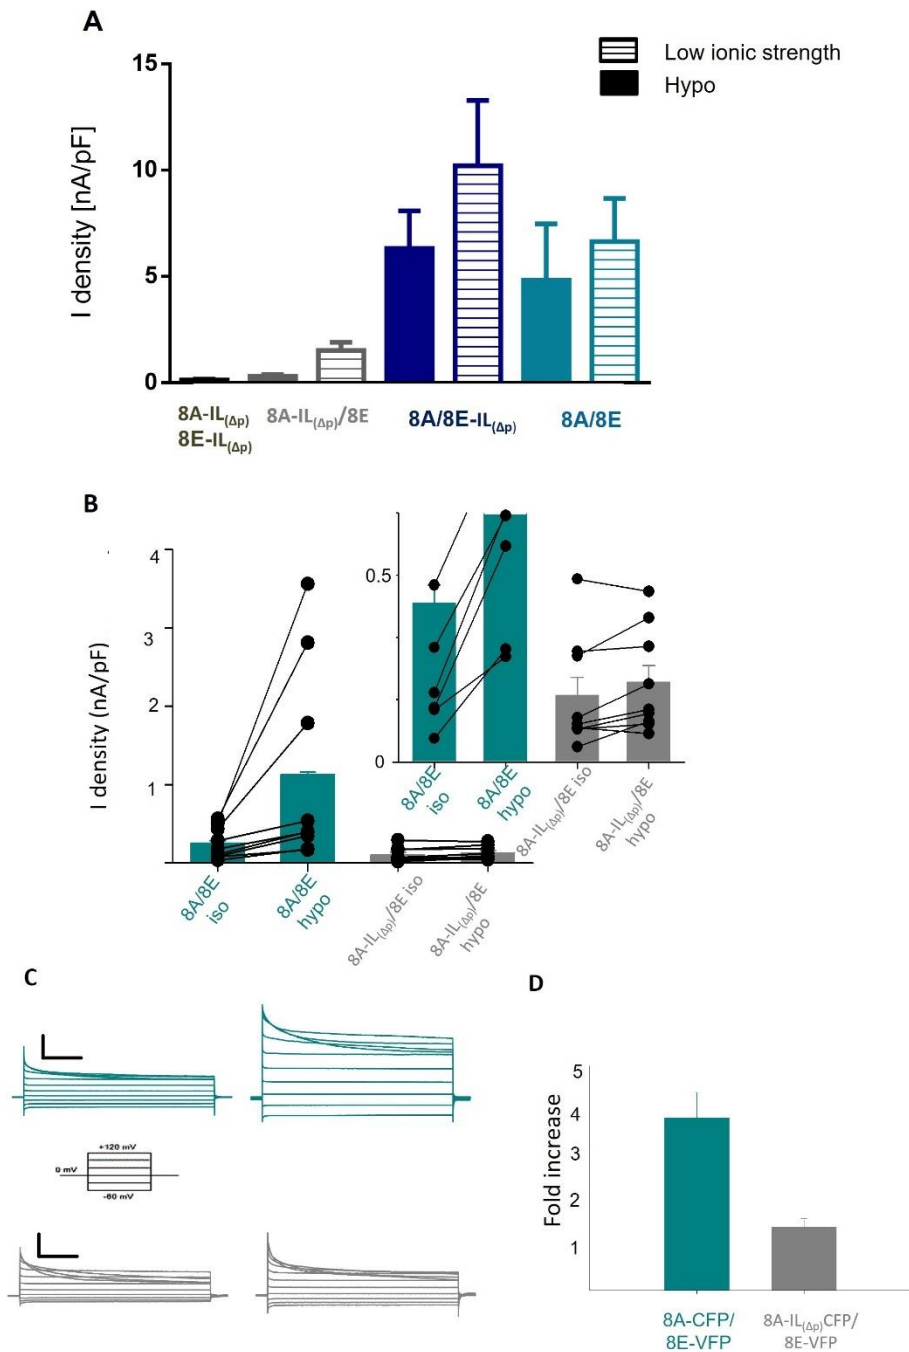 A
Low ionic strength
Hypo
I density [nA/pF]
15
10
5
0
8A-IL(Δp)
8E-IL(Δp)
8A-IL(Δp)/8E
8A/8E-IL(Δp)
8A/8E
B
I density (nA/pF)
4
3
2
1
0.5
0
8A/8E
iso
8A/8E
hypo
8A-IL(Δp)/8E iso
8A-IL(Δp)/8E
hypo
8A/8E
iso
8A/8E
hypo
8A-IL(Δp)/8E iso
8A-IL(Δp)/8E
hypo
C
+120 mV
0 mV
-60 mV
D
Fold increase
5
4
3
2
1
8A-CFP/
8E-VFP
8A-IL(Δp)CFP/
8E-VFP